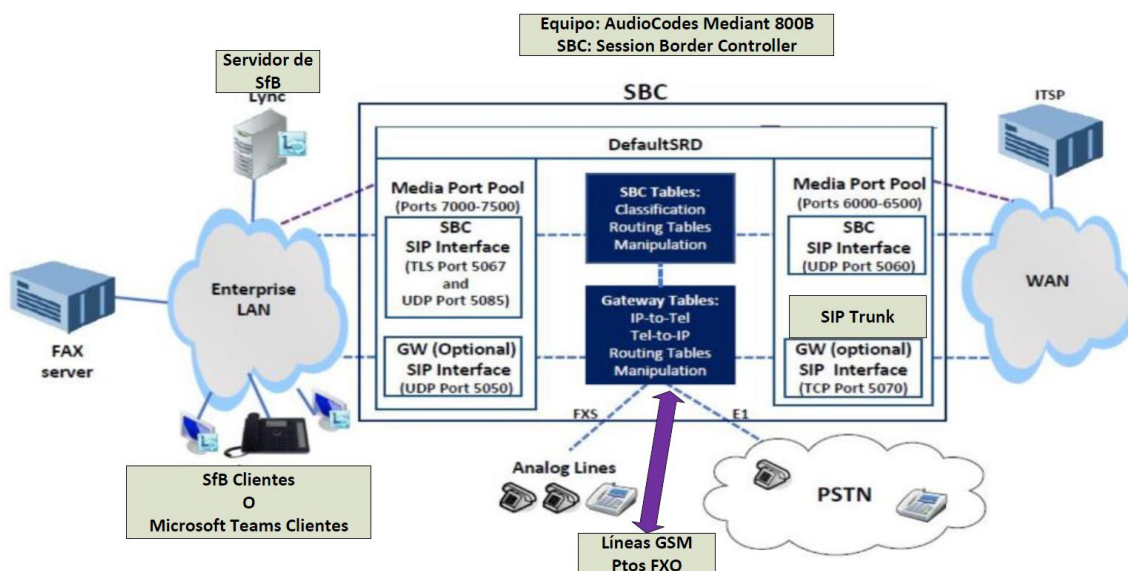 Equipo: AudioCodes Mediant 800B
SBC: Session Border Controller
Servidor de
SfB
Lync
SBC
ITSP
DefaultSRD
Media Port Pool
(Ports 7000-7500)
SBC
SIP Interface
(TLS Port 5067
and
UDP Port 5085)
GW (Optional)
SIP Interface
(UDP Port 5050)
SBC Tables:
Classification
Routing Tables
Manipulation
Gateway Tables:
IP-to-Tel
Tel-to-IP
Routing Tables
Manipulation
Media Port Pool
(Ports 6000-6500)
SBC
SIP Interface
(UDP Port 5060)
SIP Trunk
GW (optional)
SIP Interface
(TCP Port 5070)
Enterprise
LAN
WAN
FAX
server
FXS
E1
SfB Clientes
O
Microsoft Teams Clientes
Analog Lines
PSTN
Líneas GSM
Ptos FXO